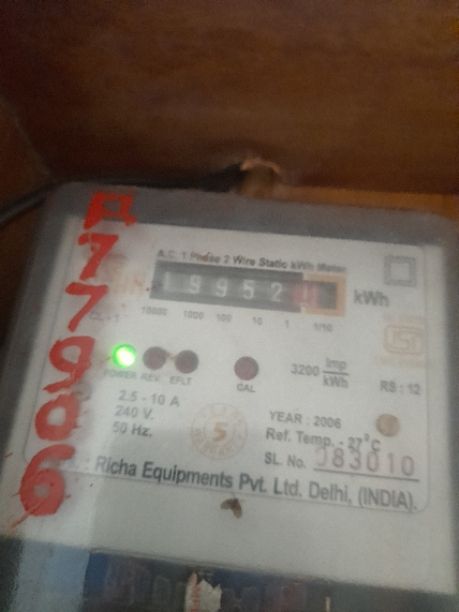 A77906
A.C. 1 Phase 2 Wire Static kWh Meter
19952
kWh
10000 1000 100 10 1 1/10
POWER REV. EFLT
CAL
3200 Imp/kWh
RS : 12
2.5 - 10 A
240 V.
50 Hz.
5
YEAR : 2006
Ref. Temp. - 27°C
SL. No. 083010
Richa Equipments Pvt. Ltd. Delhi, (INDIA).